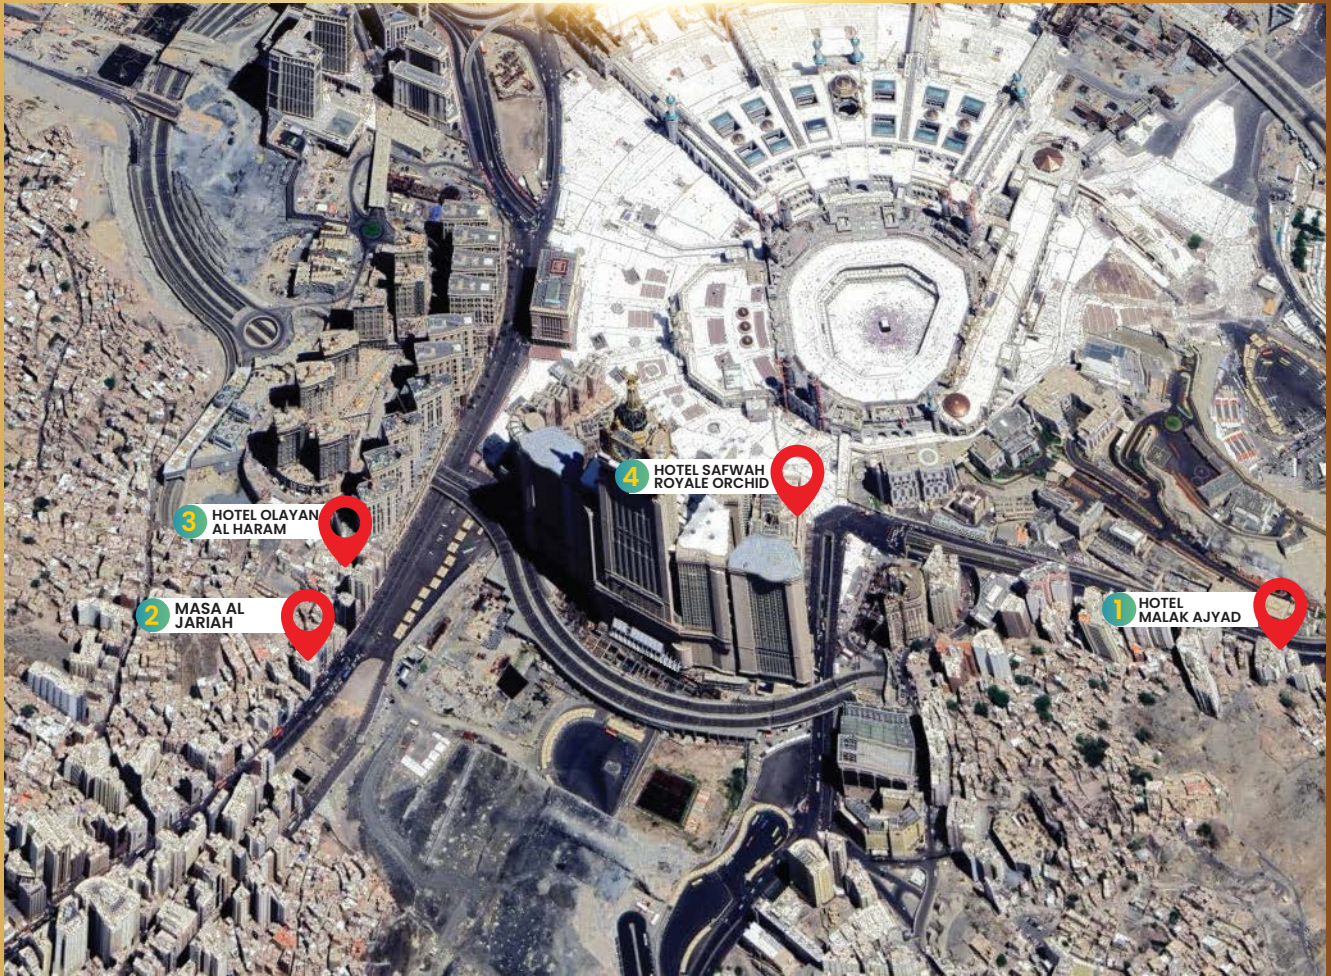 4
HOTEL SAFWAH
ROYALE ORCHID
3
HOTEL OLAYAN
AL HARAM
2
MASA AL
JARIAH
1
HOTEL
MALAK AJYAD